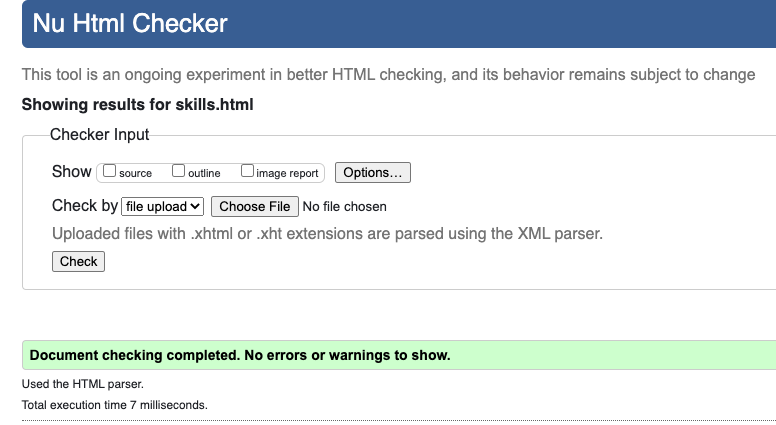 Nu Html Checker
This tool is an ongoing experiment in better HTML checking, and its behavior remains subject to change
Showing results for skills.html
Checker Input
Show source outline image report Options...
Check by file upload Choose File No file chosen
Uploaded files with .xhtml or .xht extensions are parsed using the XML parser.
Check
Document checking completed. No errors or warnings to show.
Used the HTML parser.
Total execution time 7 milliseconds.